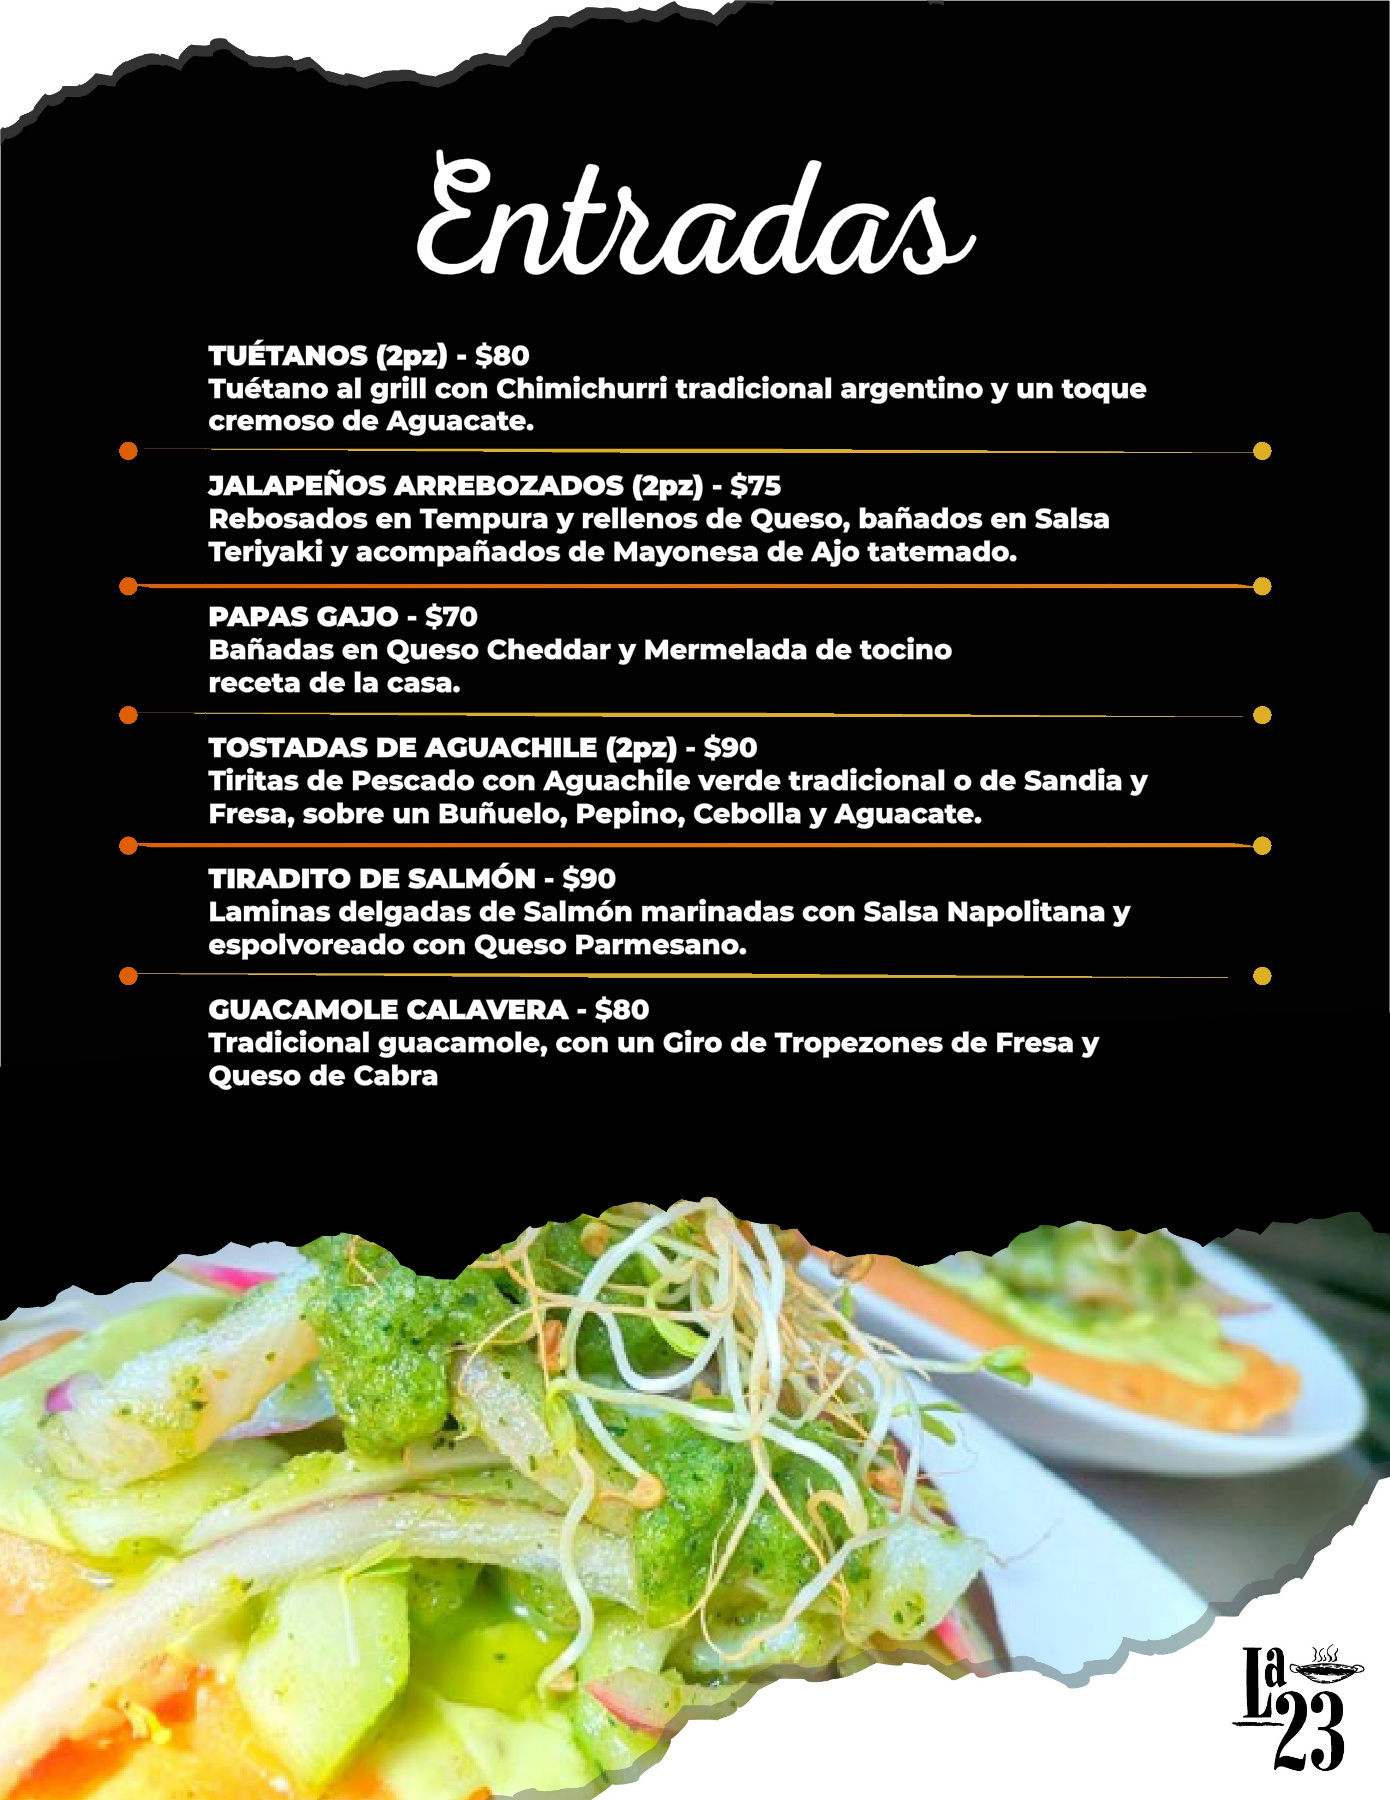 Entradas
TUÉTANOS (2pz) - $80
Tuétano al grill con Chimichurri tradicional argentino y un toque
cremoso de Aguacate.
JALAPEÑOS ARREBOZADOS (2pz) - $75
Rebosados en Tempura y rellenos de Queso, bañados en Salsa
Teriyaki y acompañados de Mayonesa de Ajo tatemado.
PAPAS GAJO - $70
Bañadas en Queso Cheddar y Mermelada de tocino
receta de la casa.
TOSTADAS DE AGUACHILE (2pz) - $90
Tiritas de Pescado con Aguachile verde tradicional o de Sandia y
Fresa, sobre un Buñuelo, Pepino, Cebolla y Aguacate.
TIRADITO DE SALMÓN - $90
Laminas delgadas de Salmón marinadas con Salsa Napolitana y
espolvoreado con Queso Parmesano.
GUACAMOLE CALAVERA - $80
Tradicional guacamole, con un Giro de Tropezones de Fresa y
Queso de Cabra
La
23